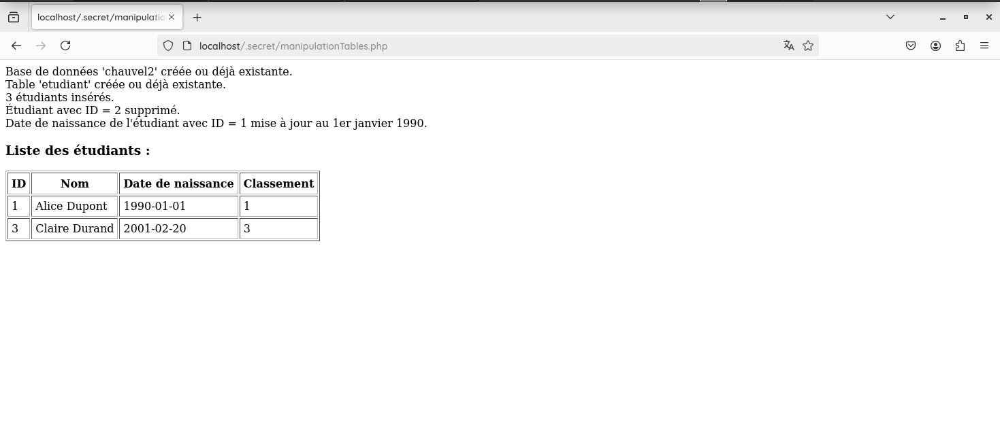 localhost/.secret/manipulatio
localhost/.secret/manipulationTables.php
Base de données 'chauvel2' créée ou déjà existante.
Table 'etudiant' créée ou déjà existante.
3 étudiants insérés.
Étudiant avec ID = 2 supprimé.
Date de naissance de l'étudiant avec ID = 1 mise à jour au 1er janvier 1990.
Liste des étudiants :
ID Nom Date de naissance Classement
1 Alice Dupont 1990-01-01 1
3 Claire Durand 2001-02-20 3